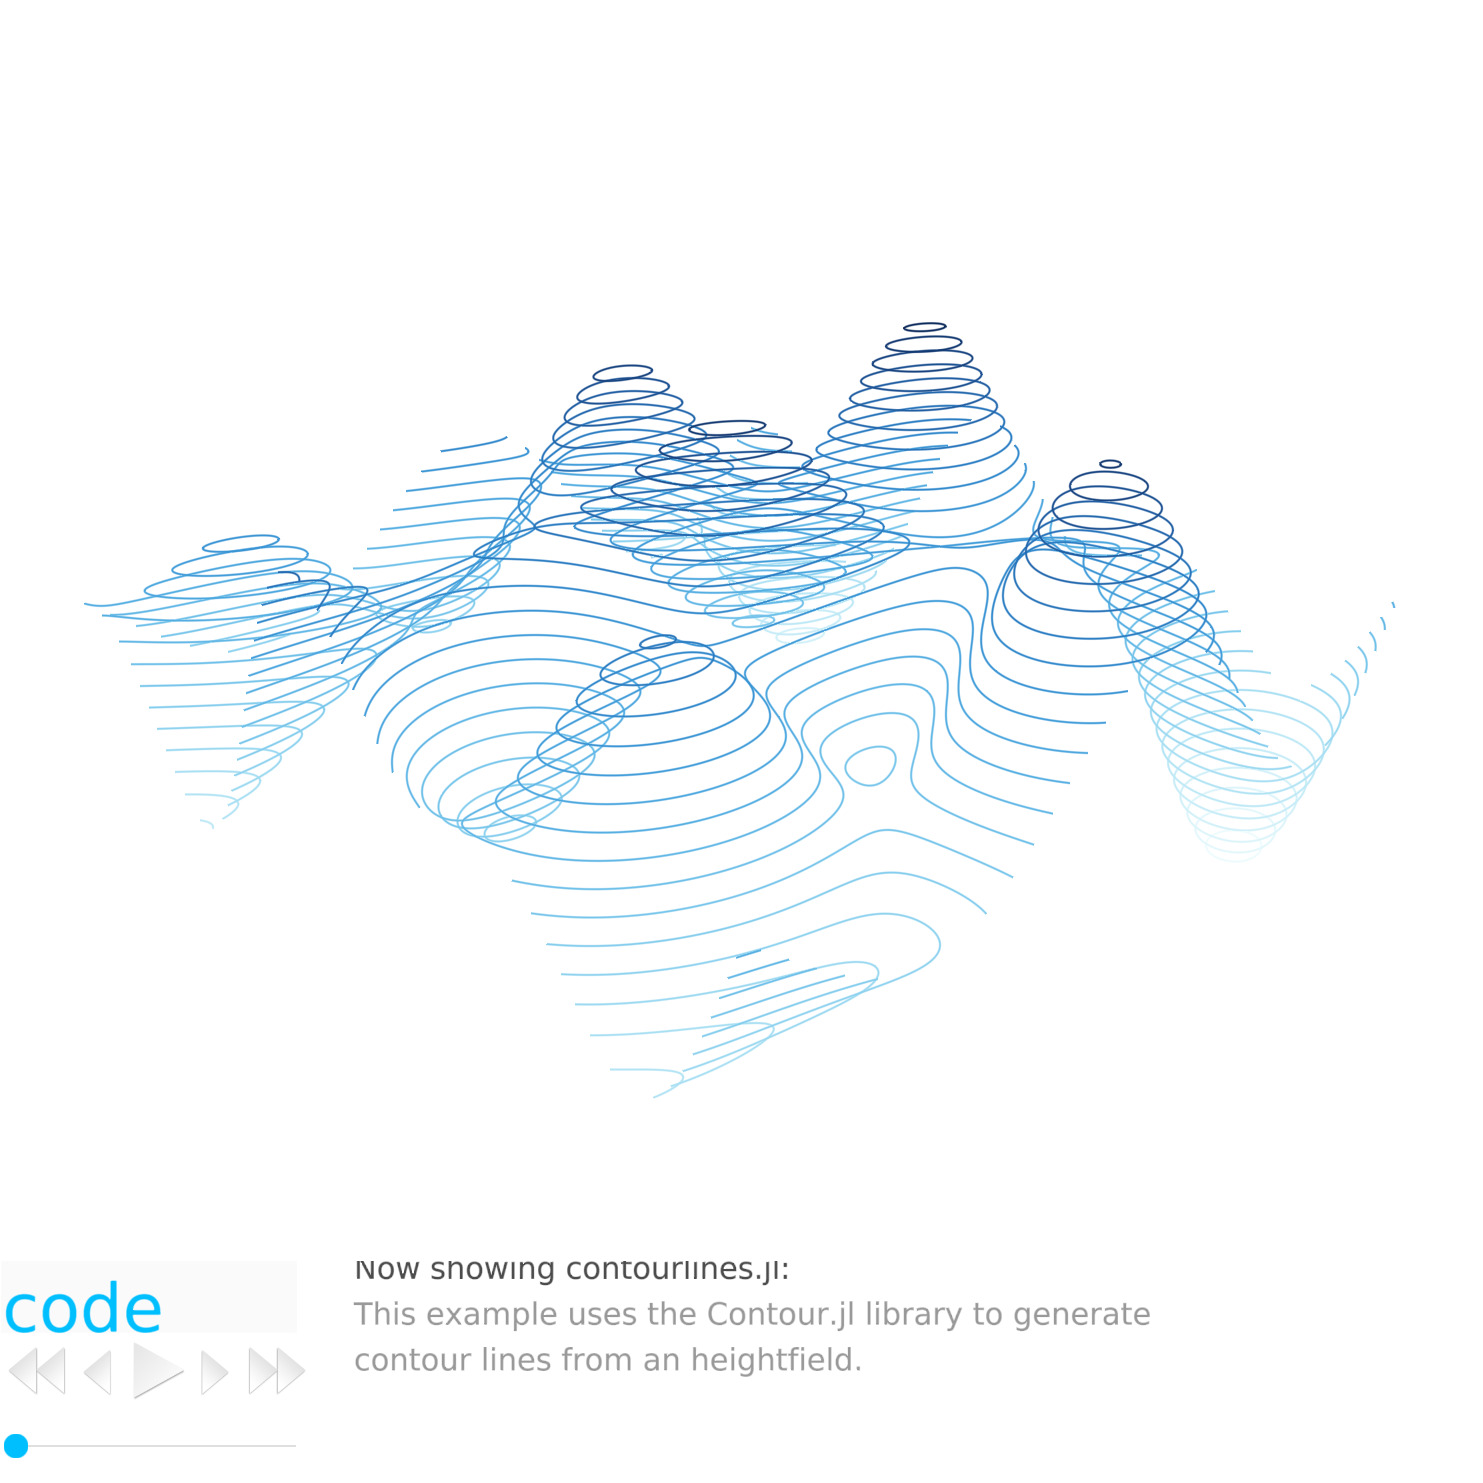 Now showing contourlines.jl:
This example uses the Contour.jl library to generate
contour lines from an heightfield.
code